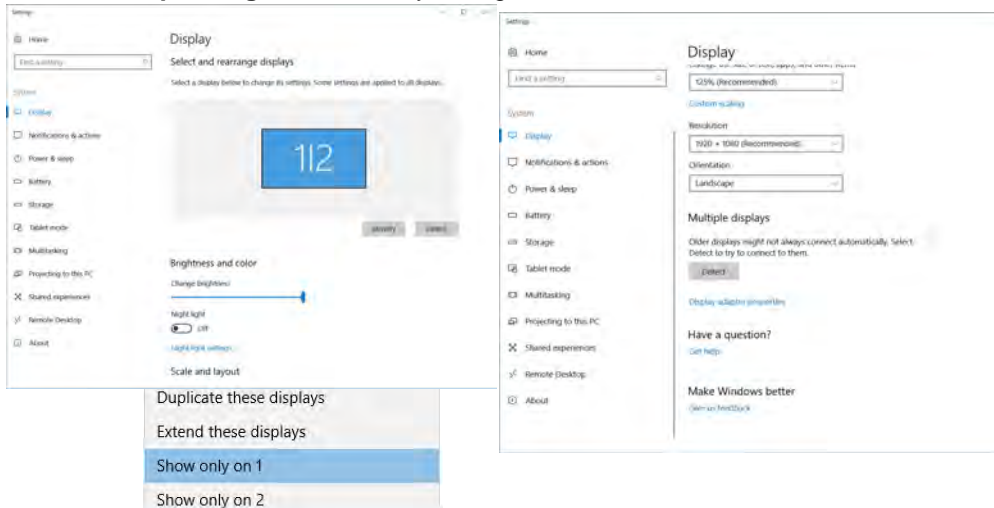 Settings
Home
Display
Find a setting
Select and rearrange displays
Select a display below to change its settings. Some settings are applied to all displays.
System
Display
Notifications & actions
Power & sleep
Battery
Storage
Tablet mode
Multitasking
Projecting to this PC
Shared experiences
Remote Desktop
About
1|2
Identify
Detect
Brightness and color
Change brightness
Night light
Off
Night light settings
Scale and layout
Settings
Home
Find a setting
System
Display
Notifications & actions
Power & sleep
Battery
Storage
Tablet mode
Multitasking
Projecting to this PC
Shared experiences
Remote Desktop
About
Display
125% (Recommended)
Custom scaling
Resolution
1920 × 1080 (Recommended)
Orientation
Landscape
Multiple displays
Older displays might not always connect automatically. Select
Detect to try to connect to them.
Detect
Display adapter properties
Have a question?
Get help
Make Windows better
Give us feedback
Duplicate these displays
Extend these displays
Show only on 1
Show only on 2